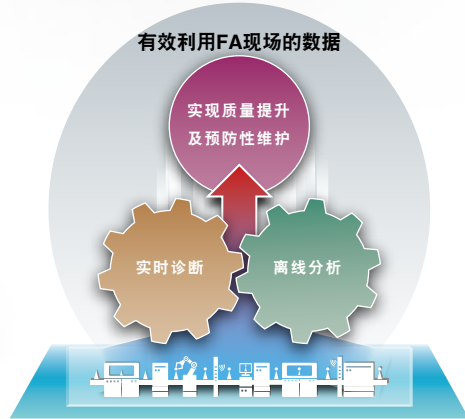 有效利用FA现场的数据
实现质量提升
及预防性维护
实时诊断
离线分析